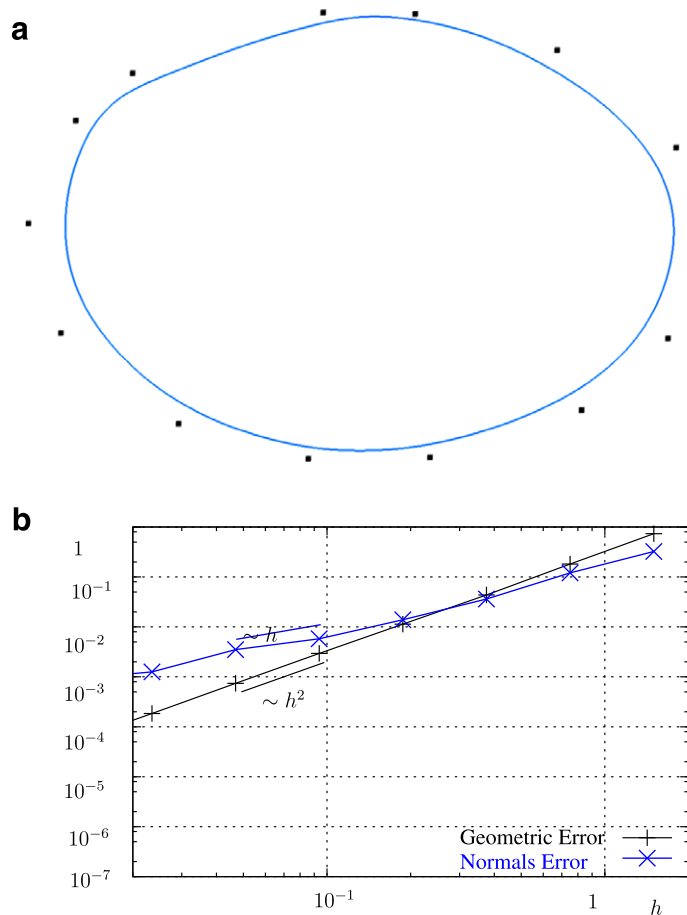 a
b
1
10⁻¹
10⁻²
10⁻³
10⁻⁴
10⁻⁵
10⁻⁶
10⁻⁷
∼ h
∼ h²
Geometric Error
Normals Error
10⁻¹ 1 h